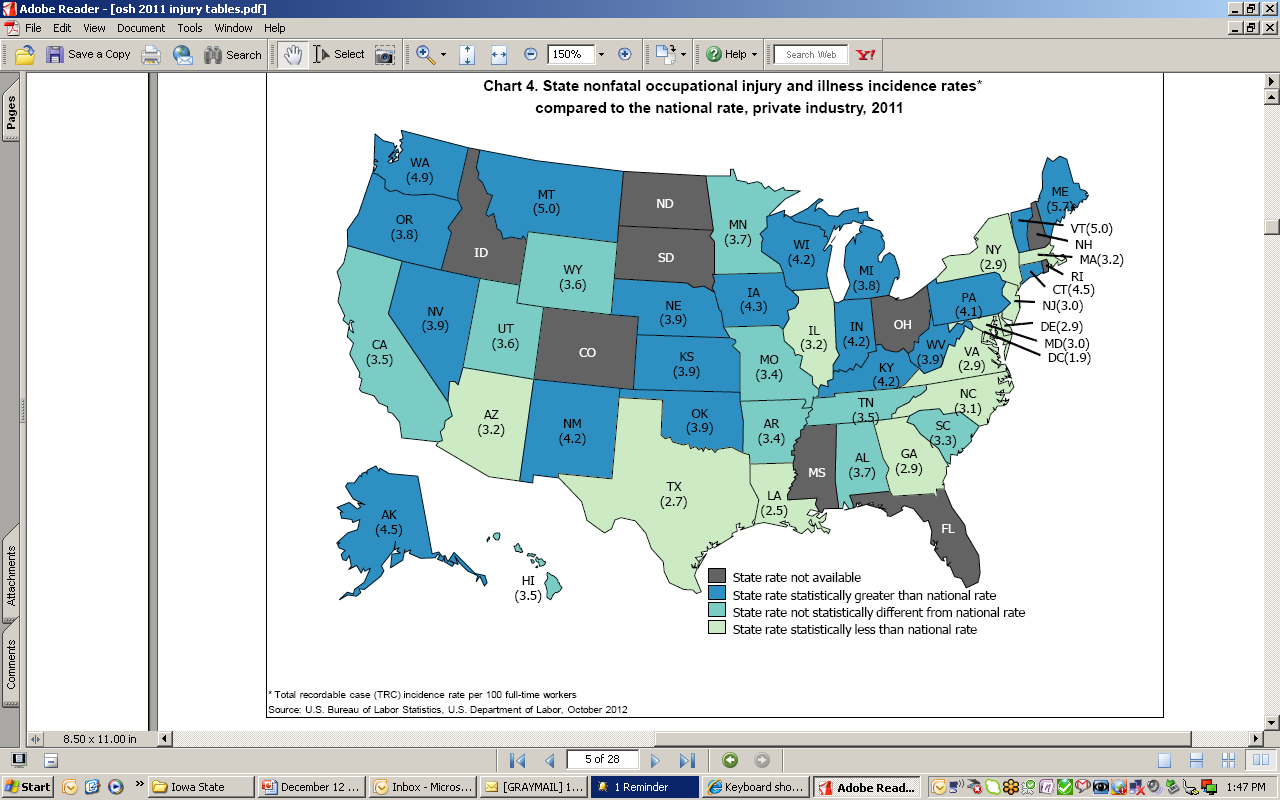 Adobe Reader - [osh 2011 injury tables.pdf]
File Edit View Document Tools Window Help
Save a Copy Search Select 150% Help Search Web Y!
Pages
Attachments
Comments
Chart 4. State nonfatal occupational injury and illness incidence rates*
compared to the national rate, private industry, 2011
WA
(4.9)
OR
(3.8)
ID
MT
(5.0)
ND
SD
MN
(3.7)
WI
(4.2)
MI
(3.8)
ME
(5.7)
VT(5.0)
NH
MA(3.2)
RI
CT(4.5)
NJ(3.0)
DE(2.9)
MD(3.0)
DC(1.9)
NY
(2.9)
PA
(4.1)
WY
(3.6)
NE
(3.9)
IA
(4.3)
NV
(3.9)
UT
(3.6)
CA
(3.5)
CO
KS
(3.9)
MO
(3.4)
IL
(3.2)
IN
(4.2)
OH
WV
(3.9)
VA
(2.9)
KY
(4.2)
AZ
(3.2)
NM
(4.2)
OK
(3.9)
AR
(3.4)
TN
(3.5)
NC
(3.1)
SC
(3.3)
TX
(2.7)
LA
(2.5)
MS
AL
(3.7)
GA
(2.9)
FL
AK
(4.5)
HI
(3.5)
State rate not available
State rate statistically greater than national rate
State rate not statistically different from national rate
State rate statistically less than national rate
* Total recordable case (TRC) incidence rate per 100 full-time workers
Source: U.S. Bureau of Labor Statistics, U.S. Department of Labor, October 2012
8.50 x 11.00 in
5 of 28
Start Iowa State December12 ... Inbox - Micros... [GRAYMAIL] 1... 1 Reminder Keyboard sho... Adobe Read... 1:47 PM